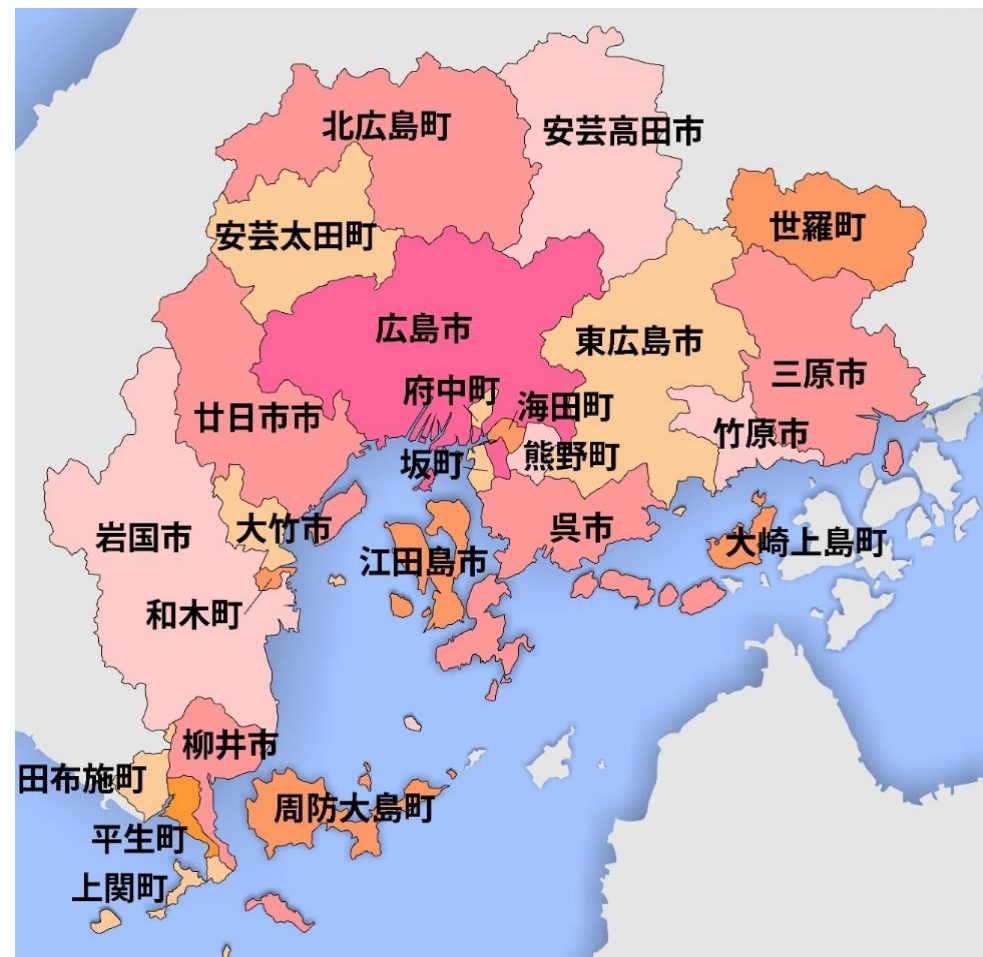 北広島町
安芸高田市
世羅町
安芸太田町
広島市
東広島市
三原市
府中町
海田町
廿日市市
竹原市
坂町
熊野町
岩国市
大竹市
呉市
大崎上島町
江田島市
和木町
柳井市
田布施町
周防大島町
平生町
上関町